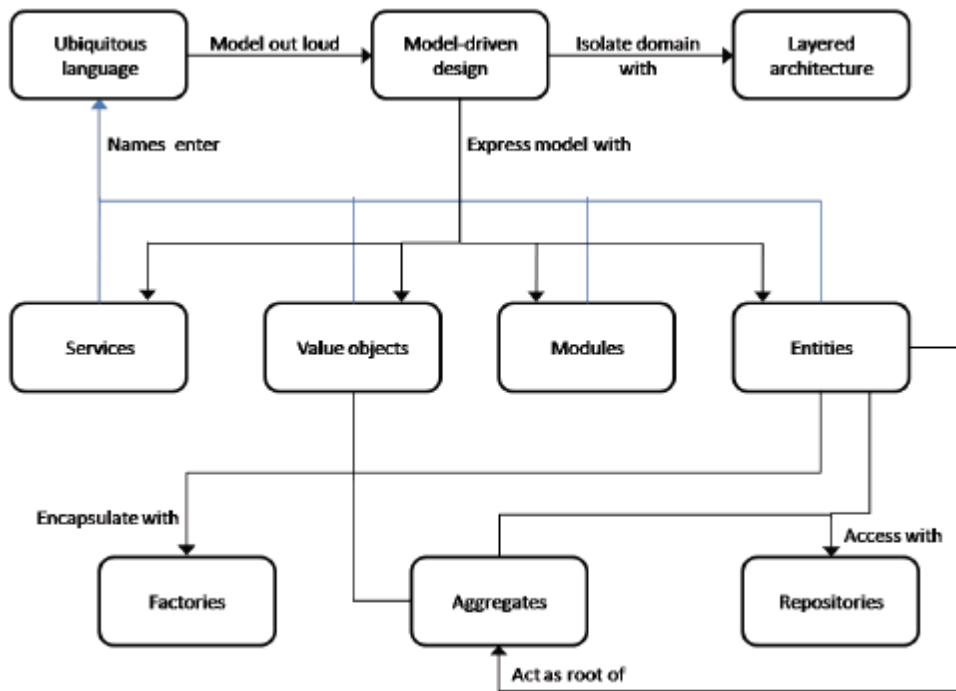 Ubiquitous
language
Model out loud
Model-driven
design
Isolate domain
with
Layered
architecture
Names enter
Express model with
Services
Value objects
Modules
Entities
Encapsulate with
Access with
Factories
Aggregates
Repositories
Act as root of